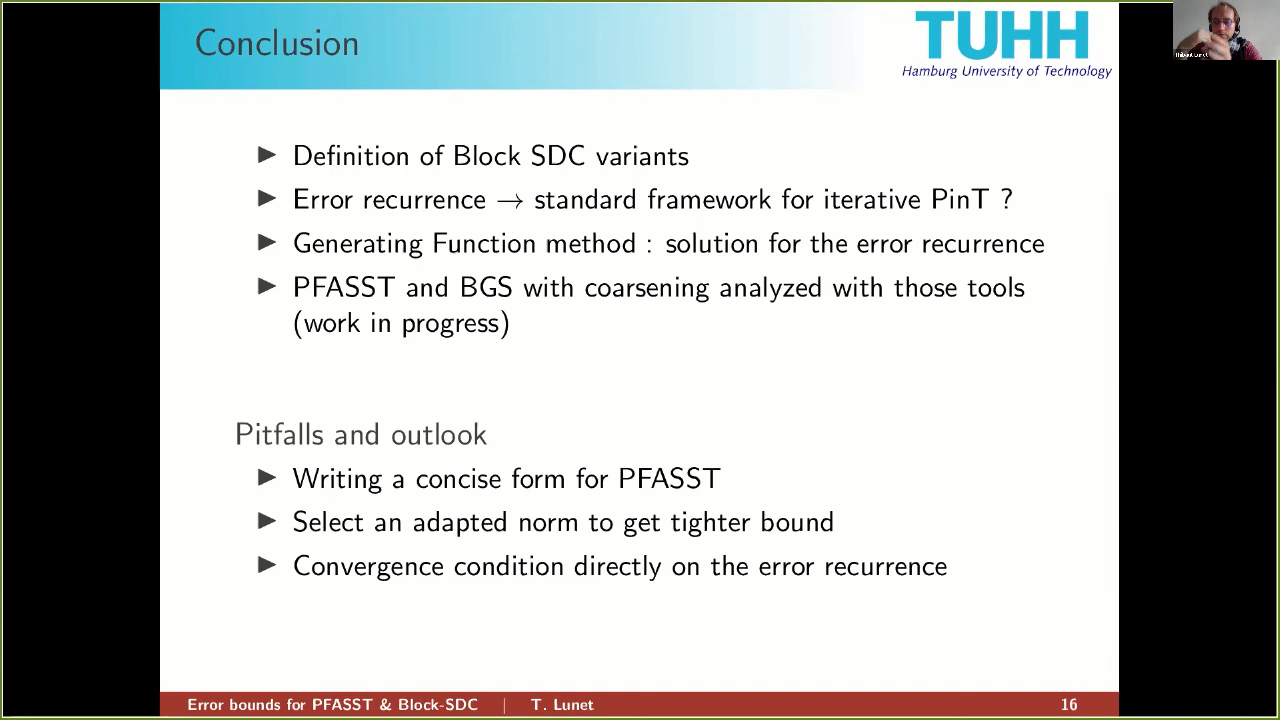 Conclusion
TUHH
Hamburg University of Technology
Thibaut Lunet
▶ Definition of Block SDC variants
▶ Error recurrence → standard framework for iterative PinT ?
▶ Generating Function method : solution for the error recurrence
▶ PFASST and BGS with coarsening analyzed with those tools
(work in progress)
Pitfalls and outlook
▶ Writing a concise form for PFASST
▶ Select an adapted norm to get tighter bound
▶ Convergence condition directly on the error recurrence
Error bounds for PFASST & Block-SDC | T. Lunet 16